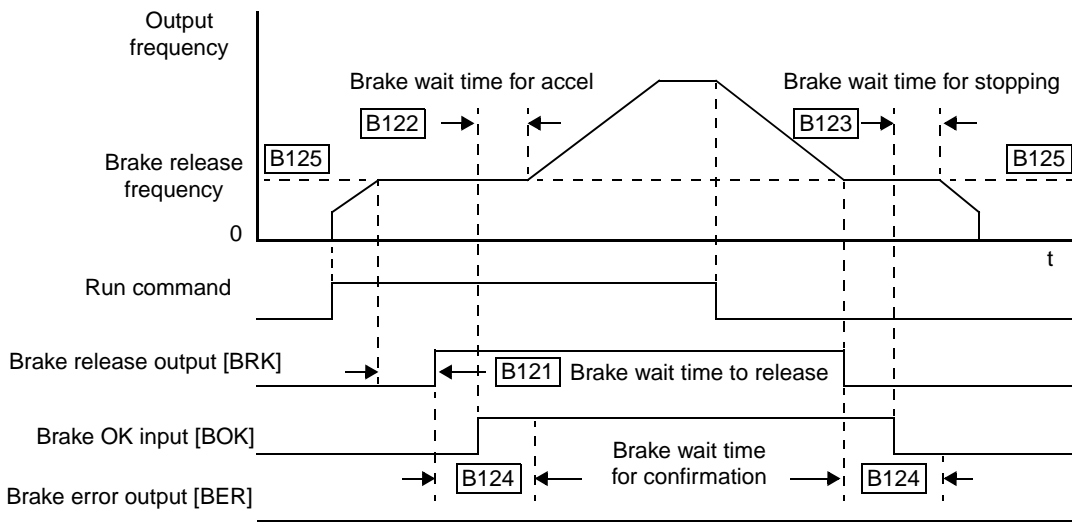 Output
frequency
Brake wait time for accel
Brake wait time for stopping
B122
B123
B125
B125
Brake release
frequency
0
t
Run command
Brake release output [BRK]
B121 Brake wait time to release
Brake OK input [BOK]
Brake wait time
for confirmation
B124
B124
Brake error output [BER]